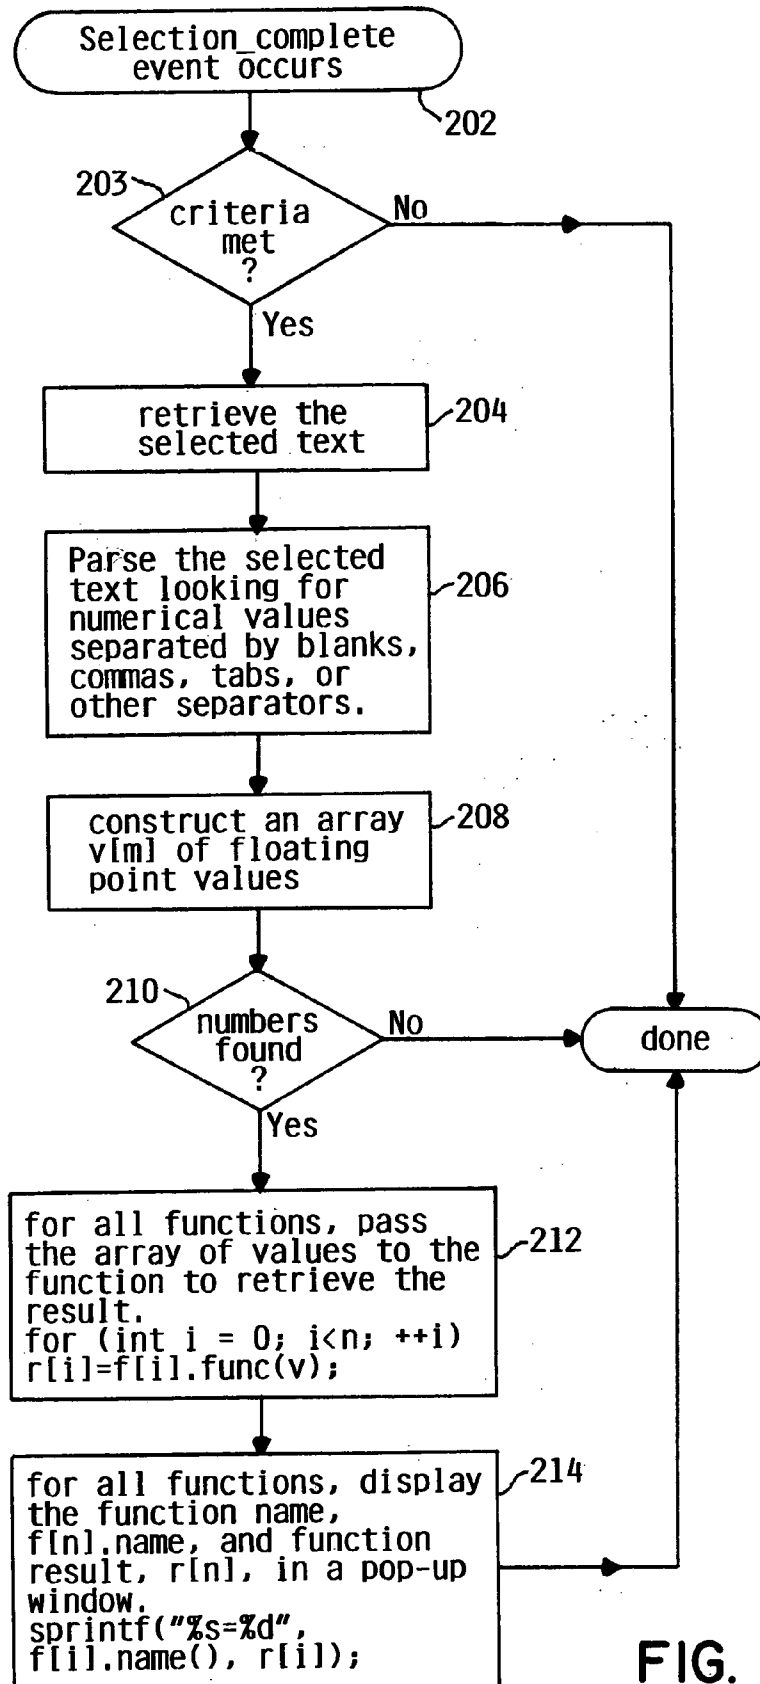 Selection_complete
event occurs
202
203
criteria
met
?
No
Yes
retrieve the
selected text
204
Parse the selected
text looking for
numerical values
separated by blanks,
commas, tabs, or
other separators.
206
construct an array
v[m] of floating
point values
208
210
numbers
found
?
No
done
Yes
for all functions, pass
the array of values to the
function to retrieve the
result.
for (int i = 0; i<n; ++i)
r[i]=f[i].func(v);
212
for all functions, display
the function name,
f[n].name, and function
result, r[n], in a pop-up
window.
sprintf("%s=%d",
f[i].name(), r[i]);
214
FIG.